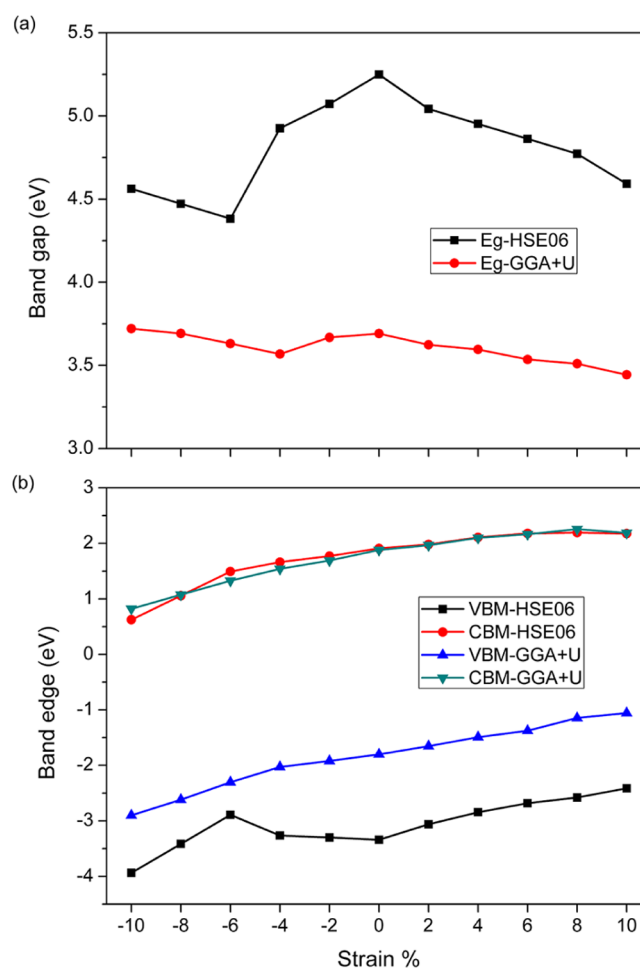 (a)
5.5
5.0
4.5
4.0
3.5
3.0
Band gap (eV)
Eg-HSE06
Eg-GGA+U
(b)
3
2
1
0
-1
-2
-3
-4
Band edge (eV)
VBM-HSE06
CBM-HSE06
VBM-GGA+U
CBM-GGA+U
-10 -8 -6 -4 -2 0 2 4 6 8 10
Strain %